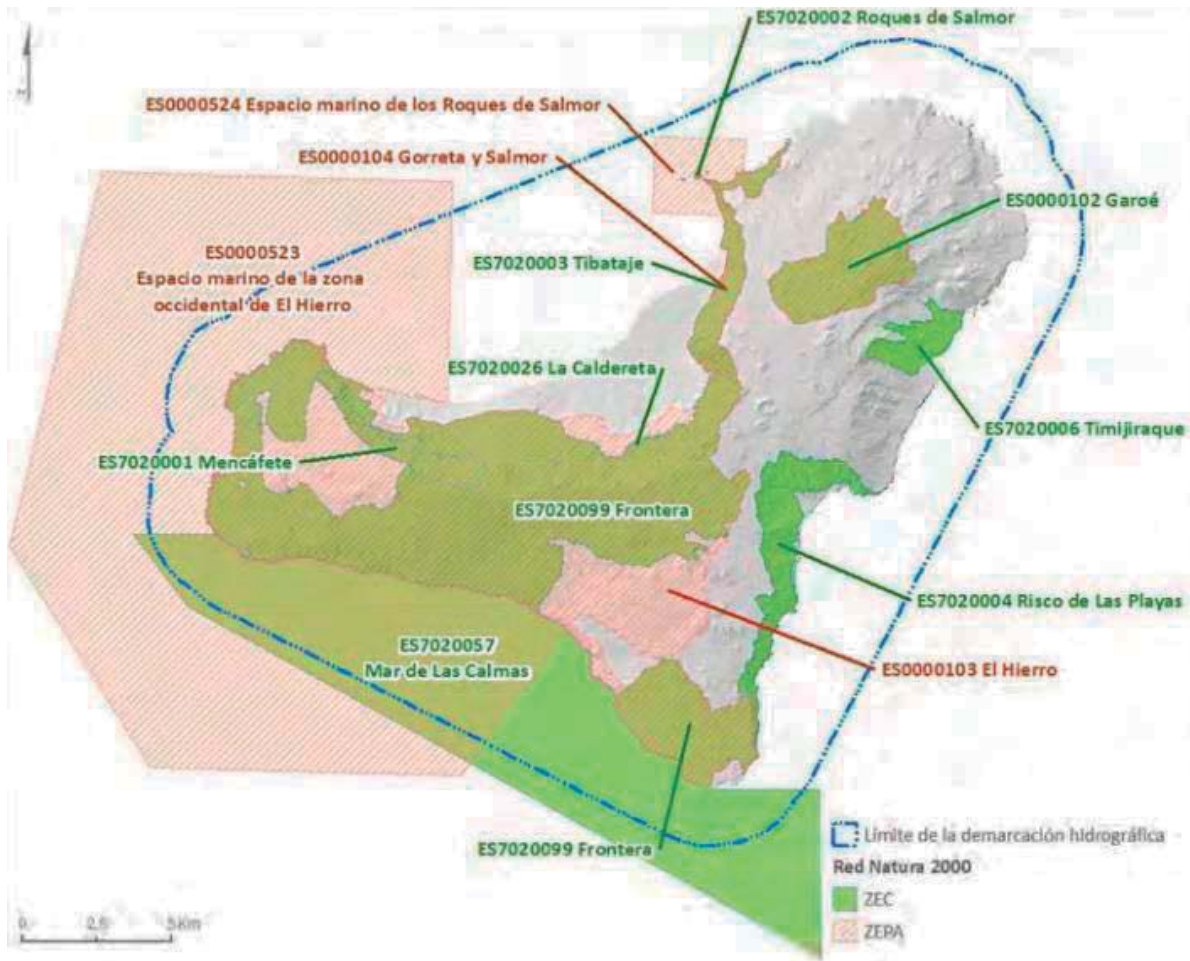 ES7020002 Roques de Salmor
ES0000524 Espacio marino de los Roques de Salmor
ES0000104 Gorreta y Salmor
ES0000102 Garoé
ES0000523
Espacio marino de la zona
occidental de El Hierro
ES7020003 Tibataje
ES7020026 La Caldereta
ES7020006 Timijiraque
ES7020001 Mencáfete
ES7020099 Frontera
ES7020004 Risco de Las Playas
ES7020057
Mar de Las Calmas
ES0000103 El Hierro
ES7020099 Frontera
Límite de la demarcación hidrográfica
Red Natura 2000
ZEC
ZEPA
0 2,5 5 Km